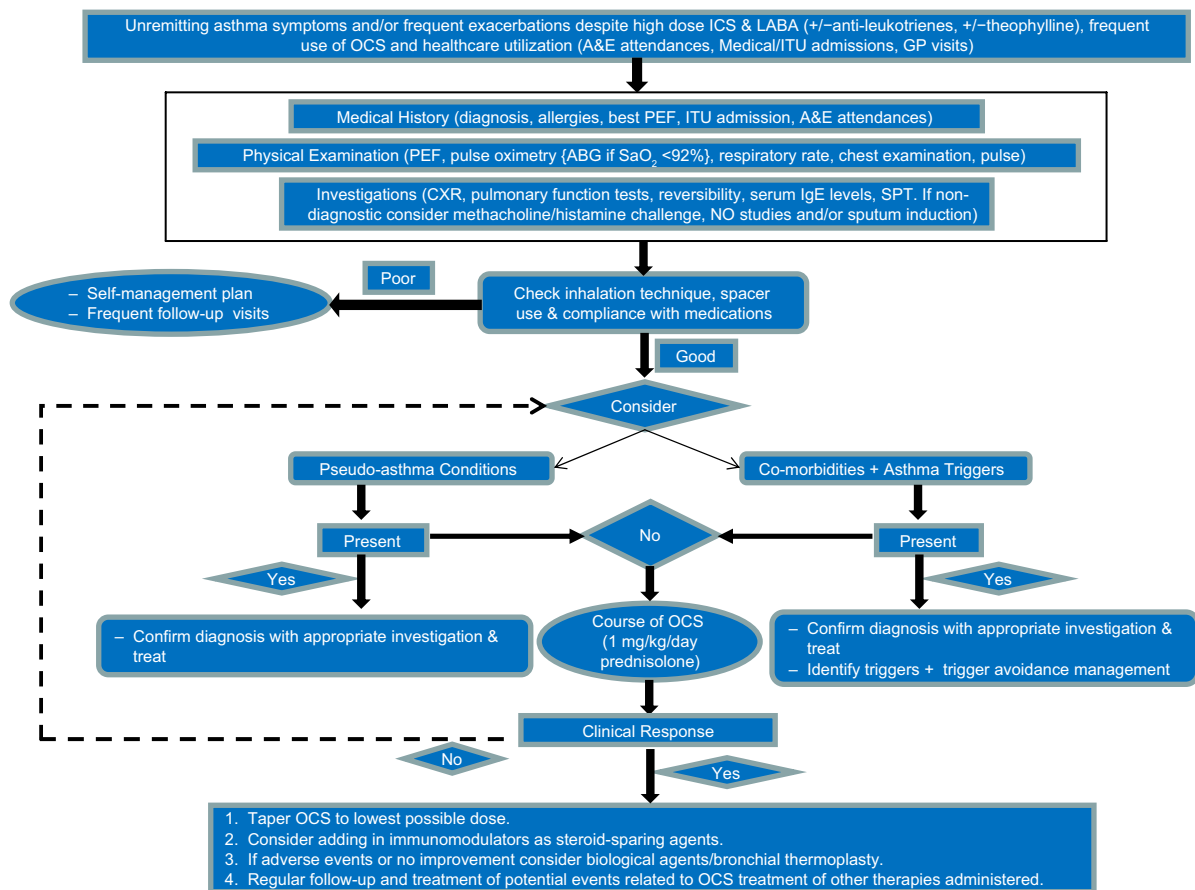 Unremitting asthma symptoms and/or frequent exacerbations despite high dose ICS & LABA (+/−anti-leukotrienes, +/−theophylline), frequent
use of OCS and healthcare utilization (A&E attendances, Medical/ITU admissions, GP visits)
Medical History (diagnosis, allergies, best PEF, ITU admission, A&E attendances)
Physical Examination (PEF, pulse oximetry {ABG if SaO₂ <92%}, respiratory rate, chest examination, pulse)
Investigations (CXR, pulmonary function tests, reversibility, serum IgE levels, SPT. If non-
diagnostic consider methacholine/histamine challenge, NO studies and/or sputum induction)
Poor
– Self-management plan
– Frequent follow-up visits
Check inhalation technique, spacer
use & compliance with medications
Good
Consider
Pseudo-asthma Conditions
Co-morbidities + Asthma Triggers
Present
No
Present
Yes
Yes
– Confirm diagnosis with appropriate investigation &
treat
Course of OCS
(1 mg/kg/day
prednisolone)
– Confirm diagnosis with appropriate investigation &
treat
– Identify triggers + trigger avoidance management
Clinical Response
No
Yes
1. Taper OCS to lowest possible dose.
2. Consider adding in immunomodulators as steroid-sparing agents.
3. If adverse events or no improvement consider biological agents/bronchial thermoplasty.
4. Regular follow-up and treatment of potential events related to OCS treatment of other therapies administered.